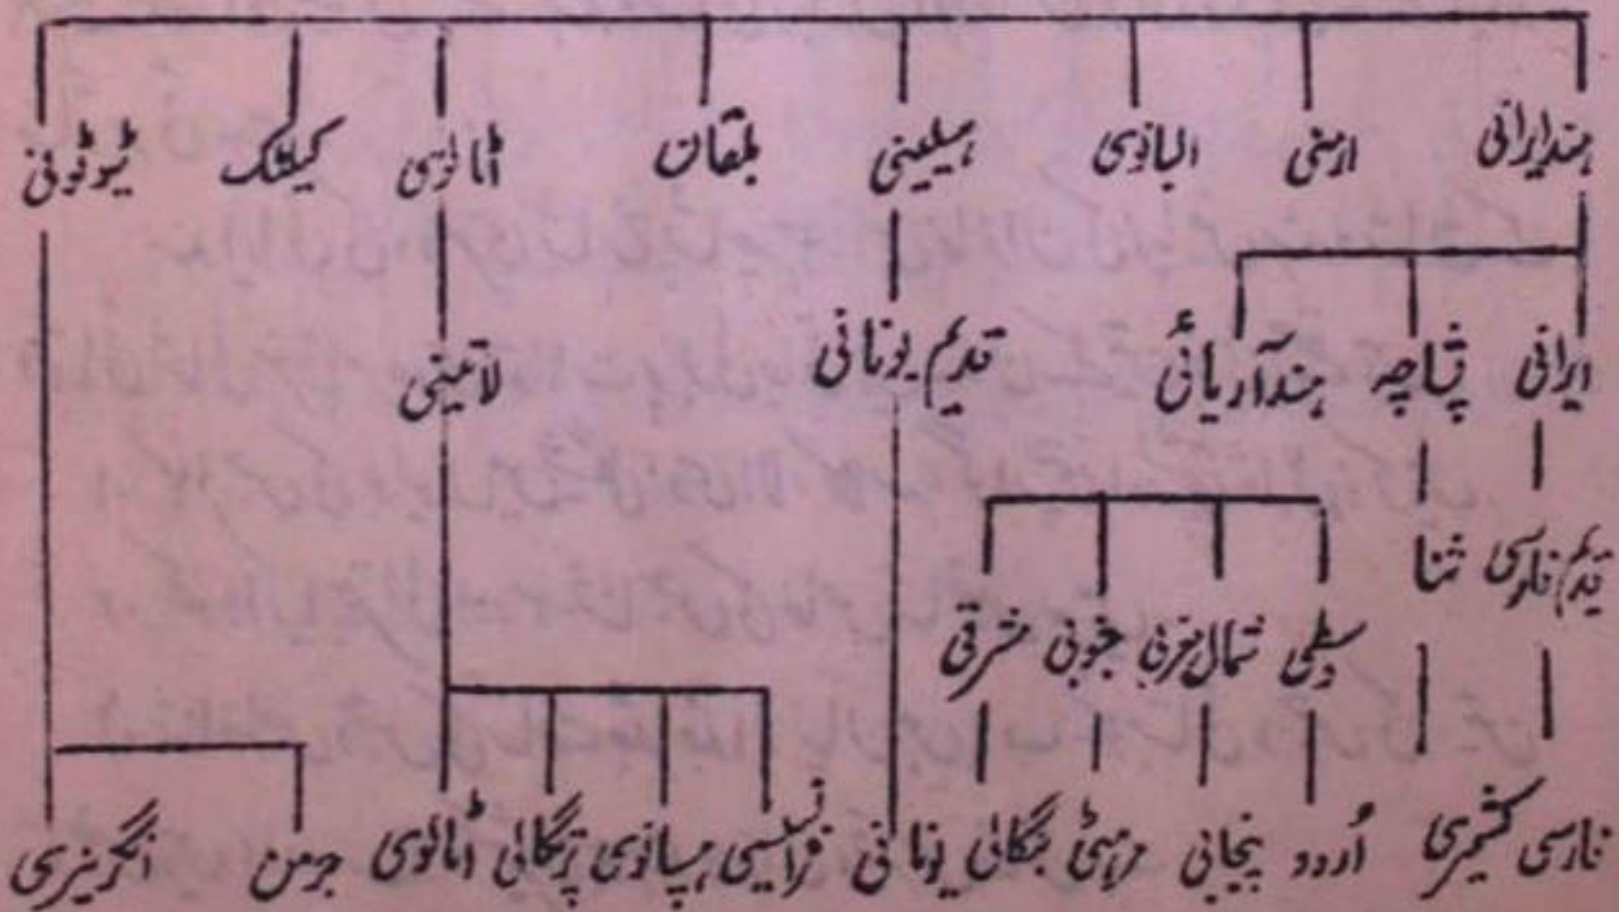 ہندایرانی ارمنی البانوی ہیلینی بلقان اٹالوی کیلٹک ٹیوٹونی
ایرانی پشاچہ ہندآریائی قدیم یونانی لاتینی
قدیم فارسی شنا
وسطی شمال مغربی جنوبی مشرقی
فارسی کشمیری اُردو پنجابی مرہٹی بنگالی یونانی فرانسیسی ہسپانوی پرتگالی اٹالوی جرمن انگریزی